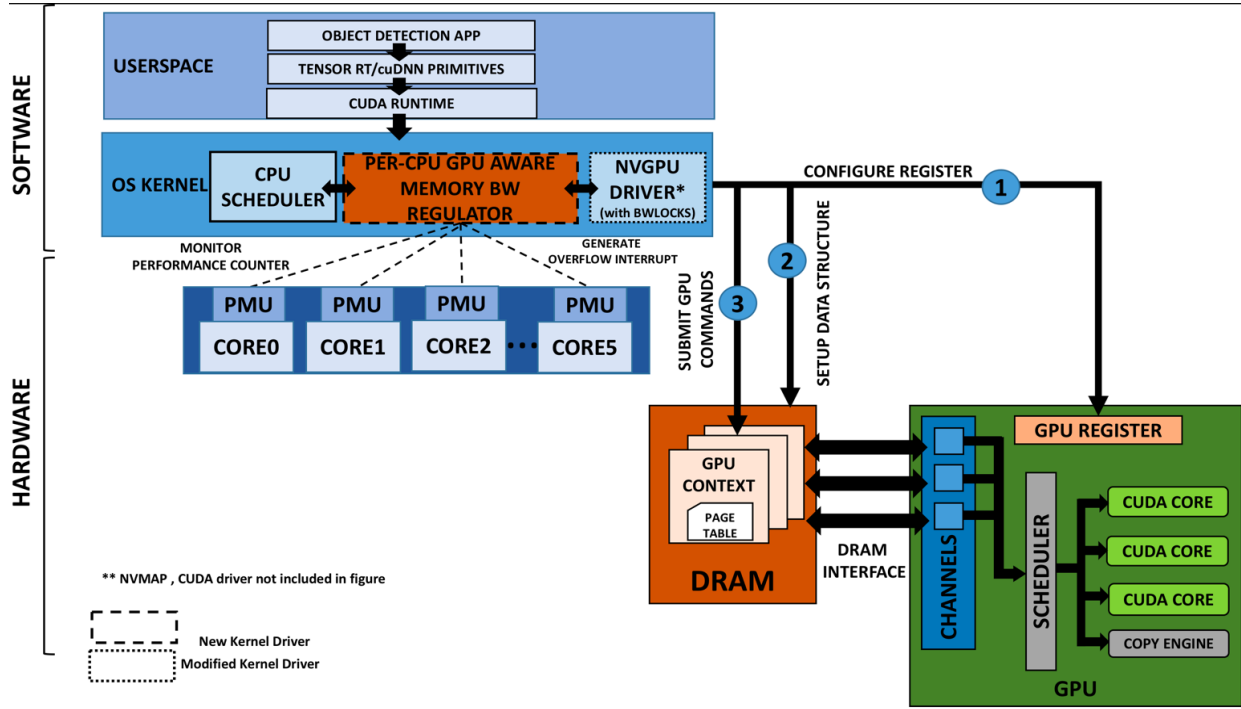 SOFTWARE
USERSPACE
OBJECT DETECTION APP
TENSOR RT/cuDNN PRIMITIVES
CUDA RUNTIME
OS KERNEL
CPU
SCHEDULER
PER-CPU GPU AWARE
MEMORY BW
REGULATOR
NVGPU
DRIVER*
(with BWLOCKS)
CONFIGURE REGISTER
1
MONITOR
PERFORMANCE COUNTER
GENERATE
OVERFLOW INTERRUPT
2
SETUP DATA STRUCTURE
3
SUBMIT GPU
COMMANDS
HARDWARE
PMU
PMU
PMU
PMU
CORE0
CORE1
CORE2
CORE5
GPU
CONTEXT
PAGE
TABLE
DRAM
DRAM
INTERFACE
CHANNELS
GPU REGISTER
SCHEDULER
CUDA CORE
CUDA CORE
CUDA CORE
COPY ENGINE
GPU
** NVMAP , CUDA driver not included in figure
New Kernel Driver
Modified Kernel Driver